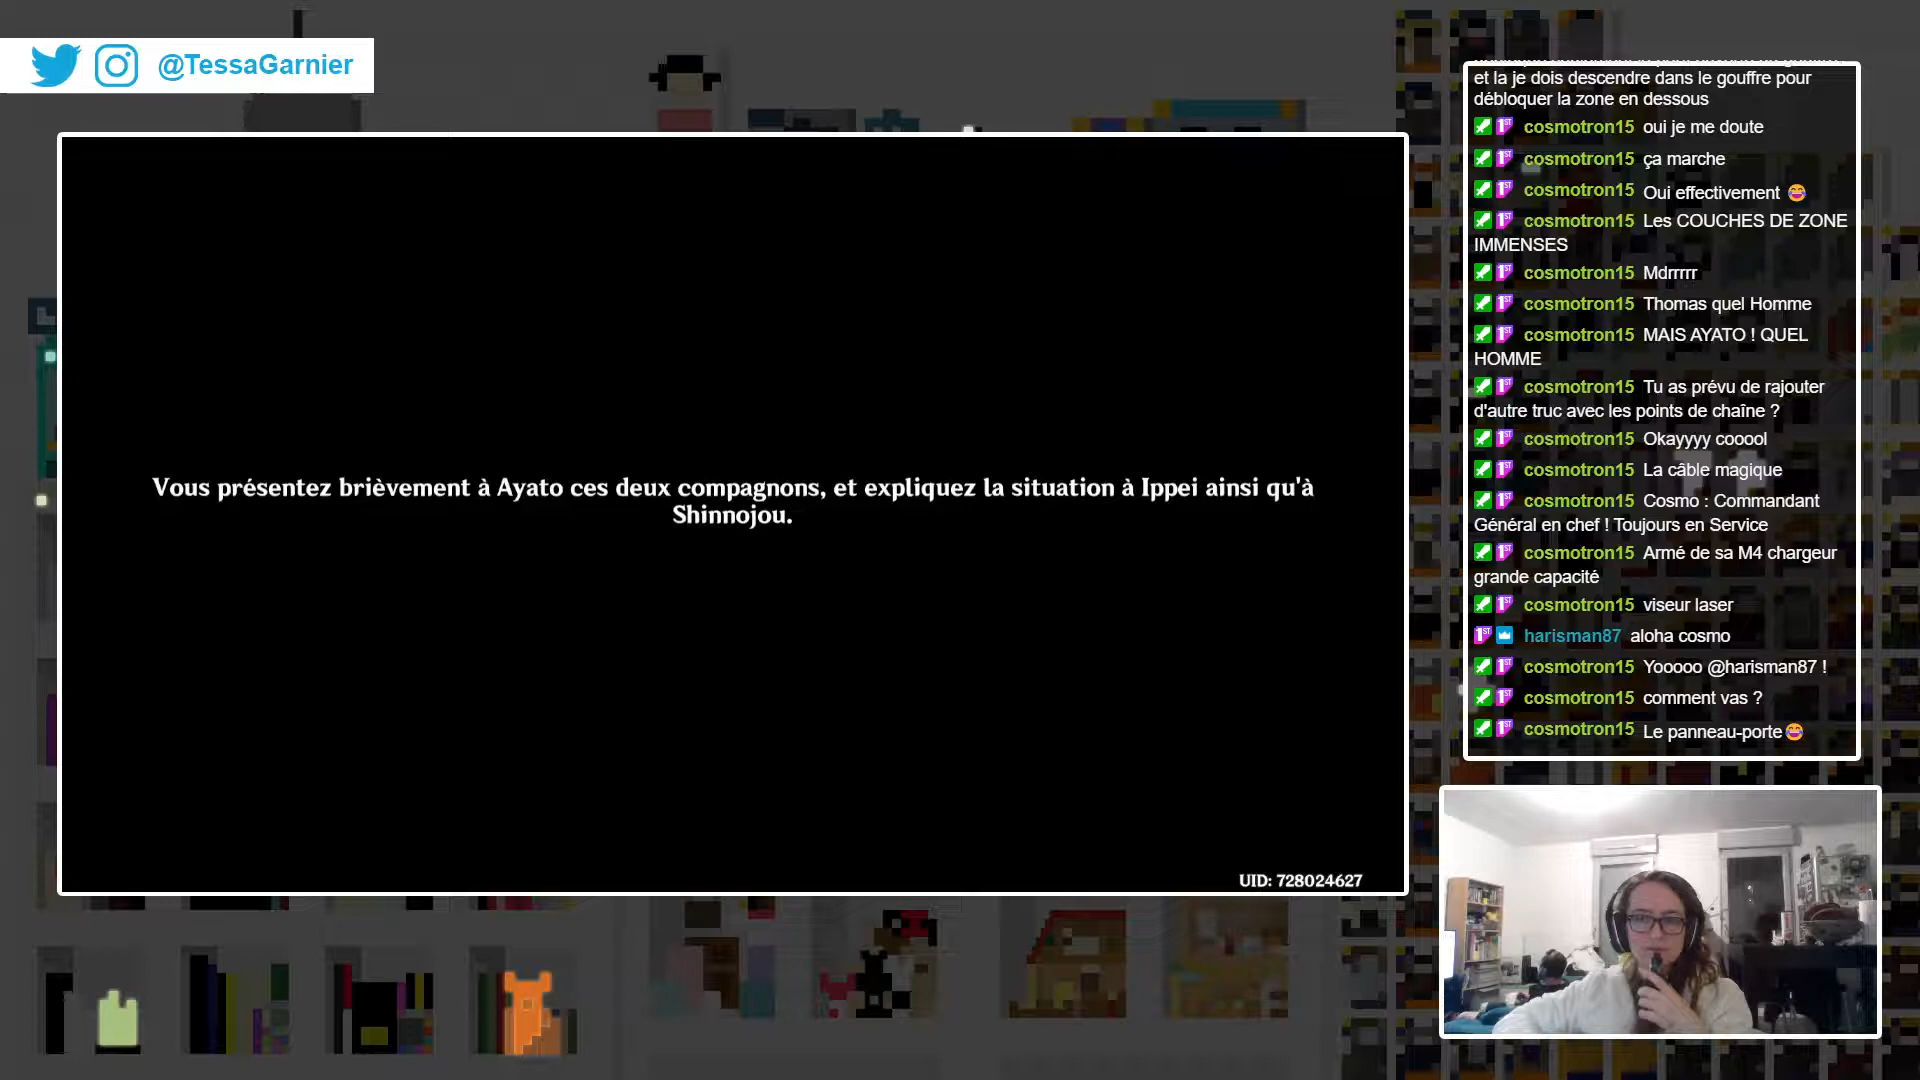 @TessaGarnier
Vous présentez brièvement à Ayato ces deux compagnons, et expliquez la situation à Ippei ainsi qu'à
Shinnojou.
UID: 728024627
et la je dois descendre dans le gouffre pour
débloquer la zone en dessous
cosmotron15 oui je me doute
cosmotron15 ça marche
cosmotron15 Oui effectivement 😂
cosmotron15 Les COUCHES DE ZONE
IMMENSES
cosmotron15 Mdrrrrr
cosmotron15 Thomas quel Homme
cosmotron15 MAIS AYATO ! QUEL
HOMME
cosmotron15 Tu as prévu de rajouter
d'autre truc avec les points de chaîne ?
cosmotron15 Okayyyy cooool
cosmotron15 La câble magique
cosmotron15 Cosmo : Commandant
Général en chef ! Toujours en Service
cosmotron15 Armé de sa M4 chargeur
grande capacité
cosmotron15 viseur laser
harisman87 aloha cosmo
cosmotron15 Yooooo @harisman87 !
cosmotron15 comment vas ?
cosmotron15 Le panneau-porte😂